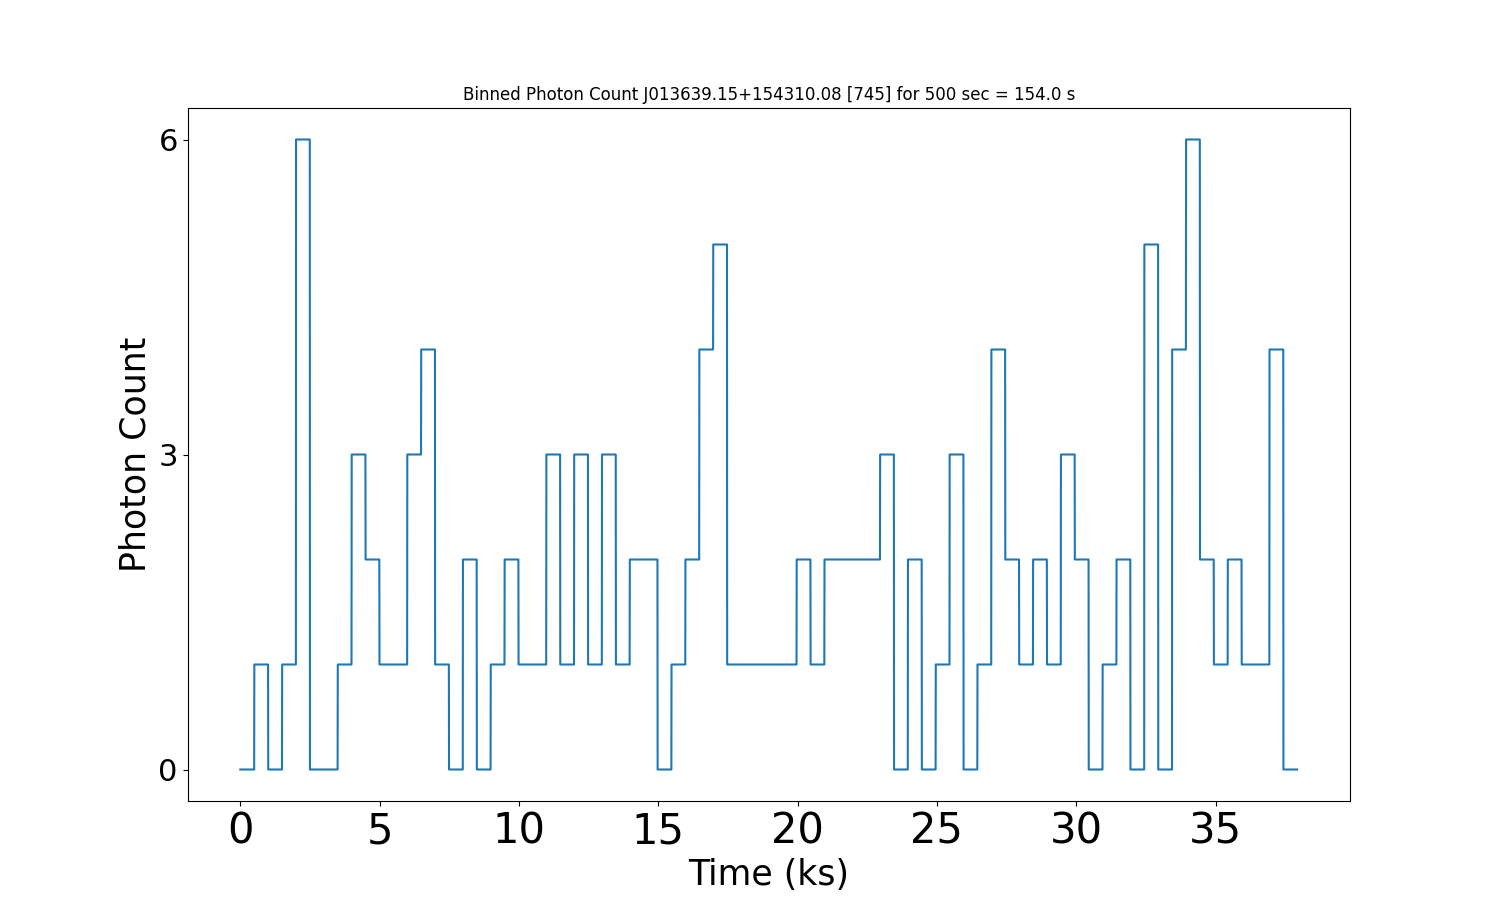 Binned Photon Count J013639.15+154310.08 [745] for 500 sec = 154.0 s
6
3
0
Photon Count
0 5 10 15 20 25 30 35
Time (ks)